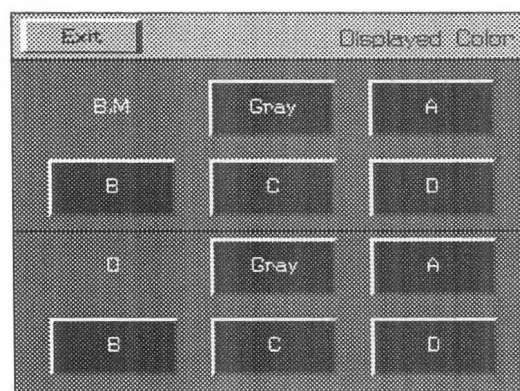 Exit Displayed Color
B,M Gray A
B C D
D Gray A
B C D